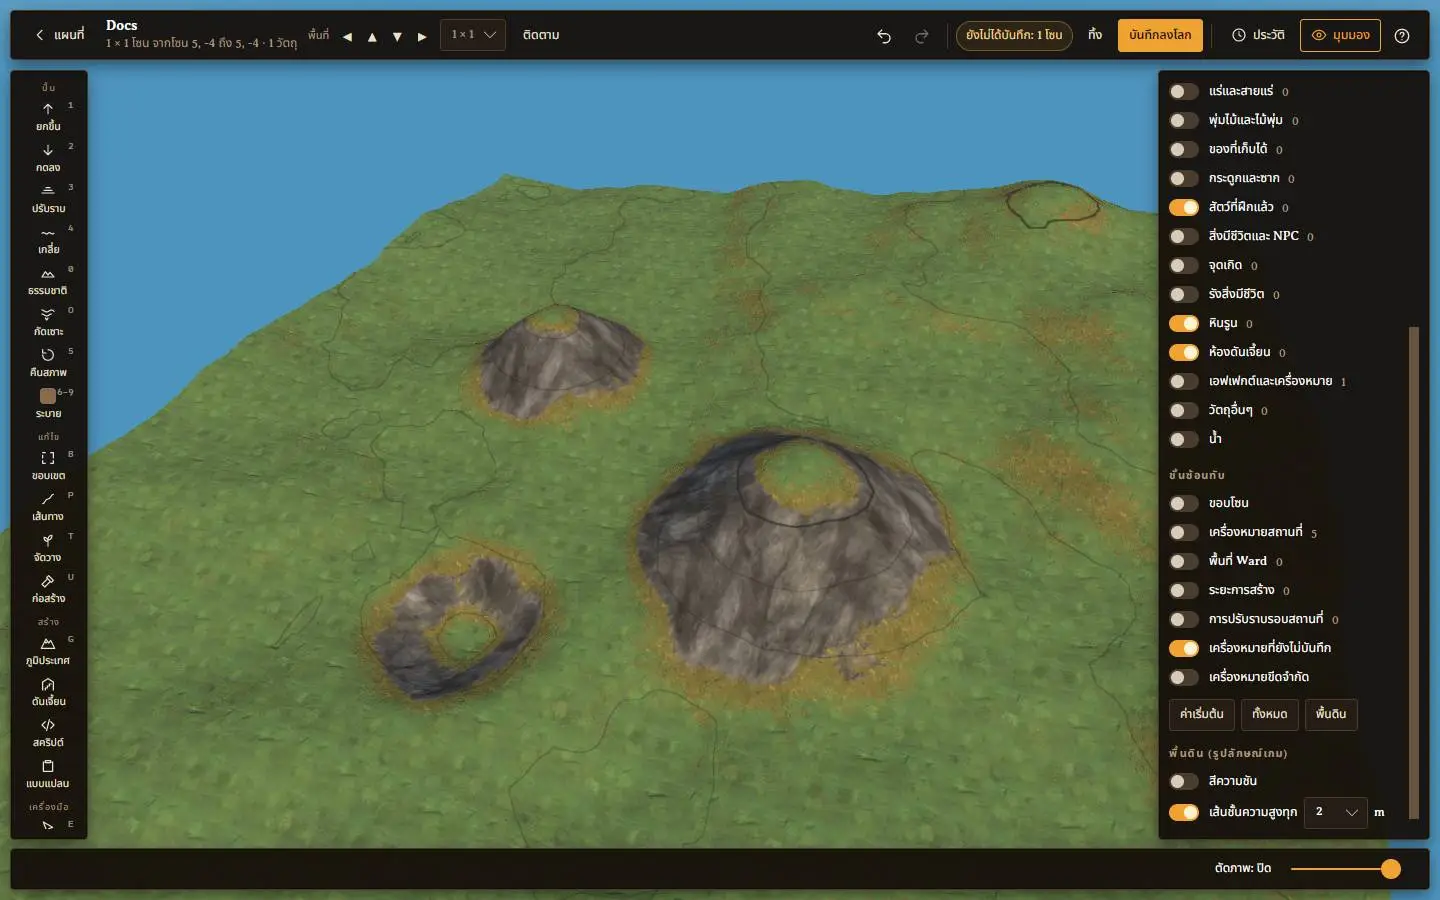 แผนที่
Docs
1 × 1 โซน จากโซน 5, -4 ถึง 5, -4 · 1 วัตถุ
พื้นที่
1 × 1
ติดตาม
ยังไม่ได้บันทึก: 1 โซน
ทิ้ง
บันทึกลงโลก
ประวัติ
มุมมอง
ปั้น
1
ยกขึ้น
2
กดลง
3
ปรับราบ
4
เกลี่ย
0
ธรรมชาติ
O
กัดเซาะ
5
คืนสภาพ
6–9
ระบาย
แก้ไข
B
ขอบเขต
P
เส้นทาง
T
จัดวาง
U
ก่อสร้าง
สร้าง
G
ภูมิประเทศ
ดันเจี้ยน
สคริปต์
แบบแปลน
เครื่องมือ
E
แร่และสายแร่ 0
พุ่มไม้และไม้พุ่ม 0
ของที่เก็บได้ 0
กระดูกและซาก 0
สัตว์ที่ฝึกแล้ว 0
สิ่งมีชีวิตและ NPC 0
จุดเกิด 0
รังสิ่งมีชีวิต 0
หินรูน 0
ห้องดันเจี้ยน 0
เอฟเฟกต์และเครื่องหมาย 1
วัตถุอื่นๆ 0
น้ำ
ชั้นซ้อนทับ
ขอบโซน
เครื่องหมายสถานที่ 5
พื้นที่ Ward 0
ระยะการสร้าง 0
การปรับราบรอบสถานที่ 0
เครื่องหมายที่ยังไม่บันทึก
เครื่องหมายขีดจำกัด
ค่าเริ่มต้น
ทั้งหมด
พื้นดิน
พื้นดิน (รูปลักษณ์เกม)
สีความชัน
เส้นชั้นความสูงทุก 2 m
ตัดภาพ: ปิด